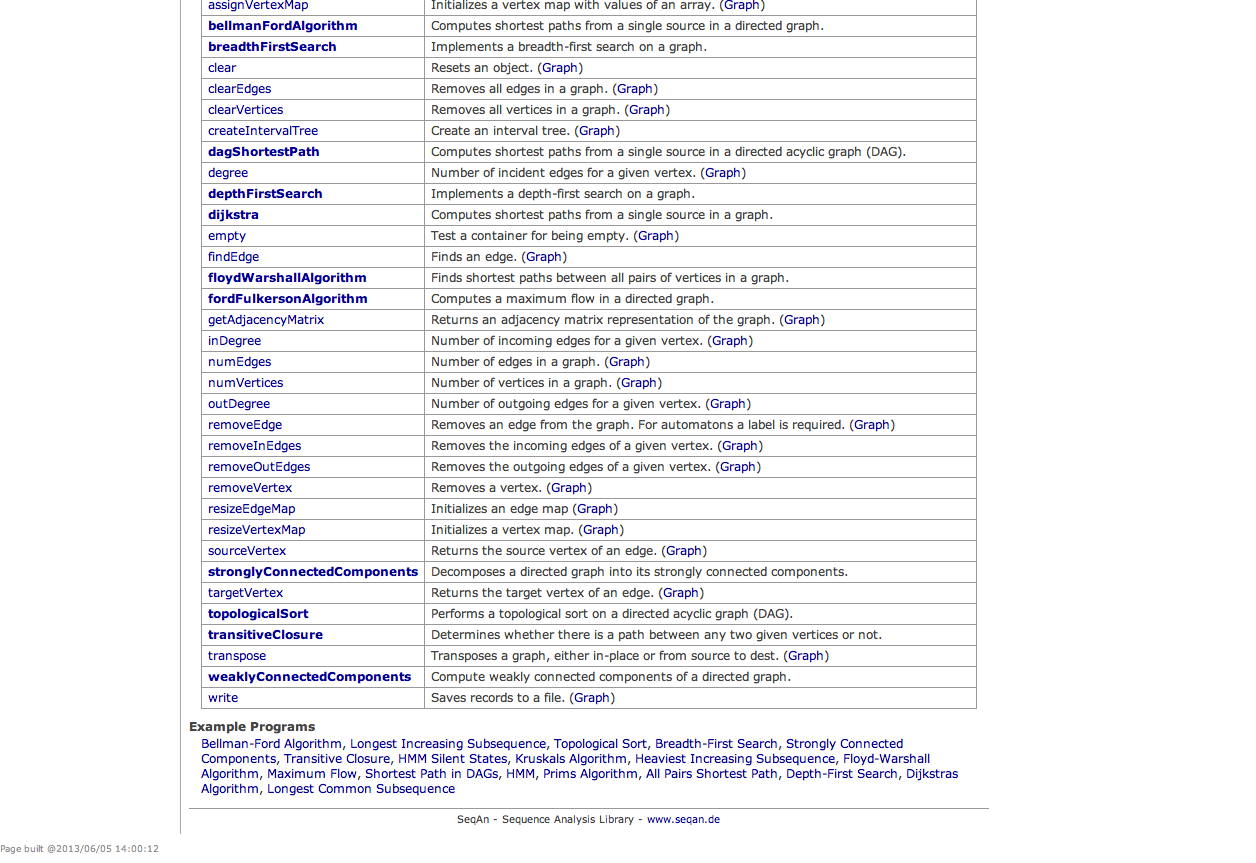 assignVertexMap Initializes a vertex map with values of an array. (Graph)
bellmanFordAlgorithm Computes shortest paths from a single source in a directed graph.
breadthFirstSearch Implements a breadth-first search on a graph.
clear Resets an object. (Graph)
clearEdges Removes all edges in a graph. (Graph)
clearVertices Removes all vertices in a graph. (Graph)
createIntervalTree Create an interval tree. (Graph)
dagShortestPath Computes shortest paths from a single source in a directed acyclic graph (DAG).
degree Number of incident edges for a given vertex. (Graph)
depthFirstSearch Implements a depth-first search on a graph.
dijkstra Computes shortest paths from a single source in a graph.
empty Test a container for being empty. (Graph)
findEdge Finds an edge. (Graph)
floydWarshallAlgorithm Finds shortest paths between all pairs of vertices in a graph.
fordFulkersonAlgorithm Computes a maximum flow in a directed graph.
getAdjacencyMatrix Returns an adjacency matrix representation of the graph. (Graph)
inDegree Number of incoming edges for a given vertex. (Graph)
numEdges Number of edges in a graph. (Graph)
numVertices Number of vertices in a graph. (Graph)
outDegree Number of outgoing edges for a given vertex. (Graph)
removeEdge Removes an edge from the graph. For automatons a label is required. (Graph)
removeInEdges Removes the incoming edges of a given vertex. (Graph)
removeOutEdges Removes the outgoing edges of a given vertex. (Graph)
removeVertex Removes a vertex. (Graph)
resizeEdgeMap Initializes an edge map (Graph)
resizeVertexMap Initializes a vertex map. (Graph)
sourceVertex Returns the source vertex of an edge. (Graph)
stronglyConnectedComponents Decomposes a directed graph into its strongly connected components.
targetVertex Returns the target vertex of an edge. (Graph)
topologicalSort Performs a topological sort on a directed acyclic graph (DAG).
transitiveClosure Determines whether there is a path between any two given vertices or not.
transpose Transposes a graph, either in-place or from source to dest. (Graph)
weaklyConnectedComponents Compute weakly connected components of a directed graph.
write Saves records to a file. (Graph)
Example Programs
Bellman-Ford Algorithm, Longest Increasing Subsequence, Topological Sort, Breadth-First Search, Strongly Connected
Components, Transitive Closure, HMM Silent States, Kruskals Algorithm, Heaviest Increasing Subsequence, Floyd-Warshall
Algorithm, Maximum Flow, Shortest Path in DAGs, HMM, Prims Algorithm, All Pairs Shortest Path, Depth-First Search, Dijkstras
Algorithm, Longest Common Subsequence
SeqAn - Sequence Analysis Library - www.seqan.de
Page built @2013/06/05 14:00:12